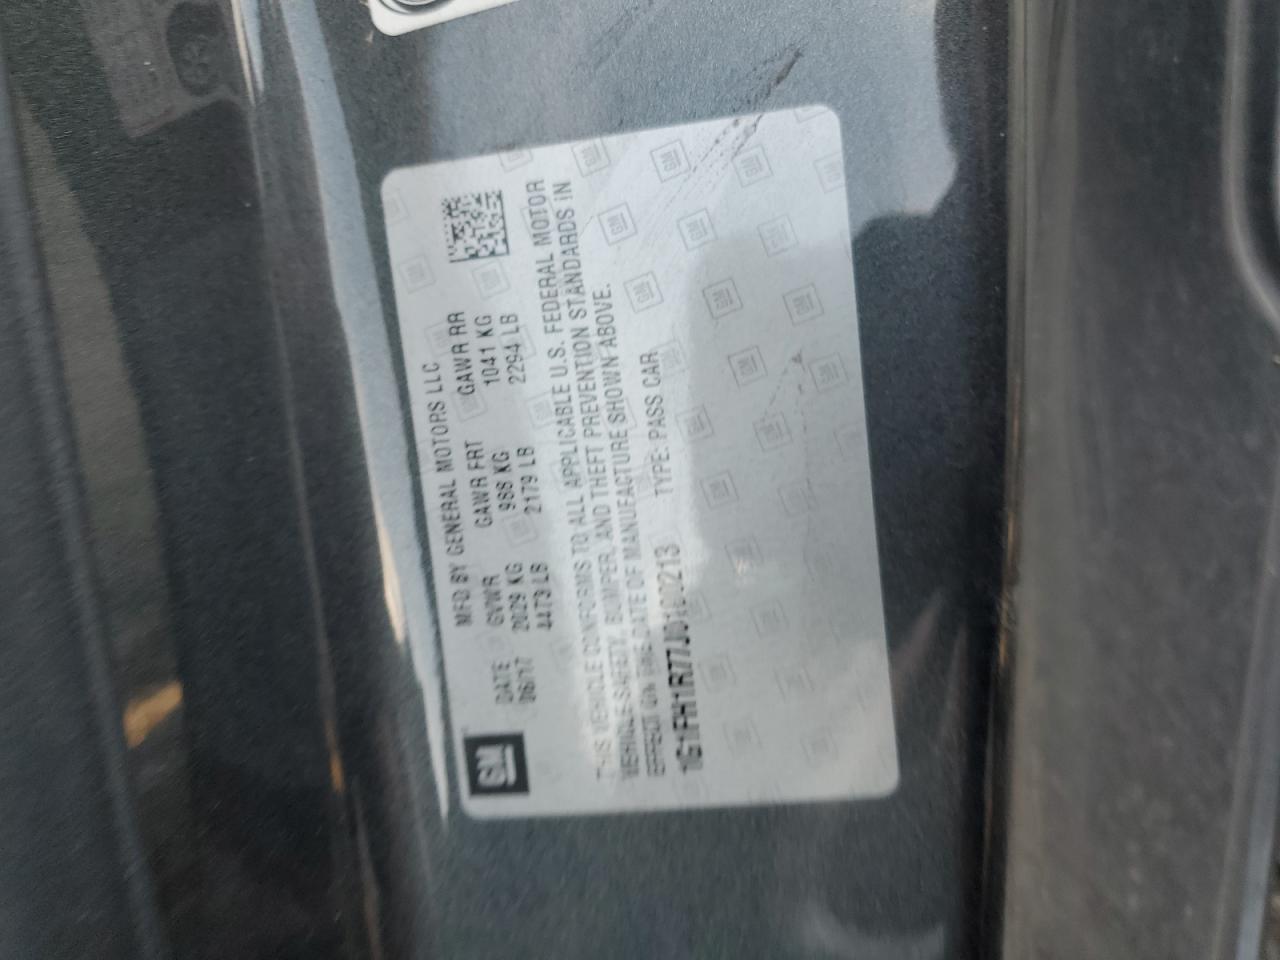 GM
MFD BY GENERAL MOTORS LLC
DATE GVWR GAWR FRT GAWR RR
06/17 2029 KG 988 KG 1041 KG
4473 LB 2179 LB 2294 LB
THIS VEHICLE CONFORMS TO ALL APPLICABLE U.S. FEDERAL MOTOR
VEHICLE SAFETY, BUMPER, AND THEFT PREVENTION STANDARDS IN
EFFECT ON THE DATE OF MANUFACTURE SHOWN ABOVE.
1G1FH1R77J0100213 TYPE: PASS CAR